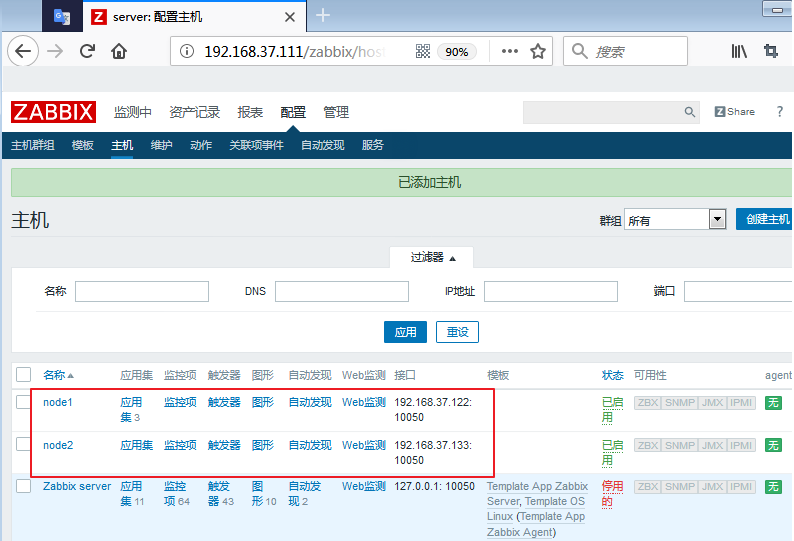 server: 配置主机
192.168.37.111/zabbix/hos
90%
搜索
ZABBIX 监测中 资产记录 报表 配置 管理 Share ?
主机群组 模板 主机 维护 动作 关联项事件 自动发现 服务
已添加主机
主机 群组 所有 创建主机
过滤器
名称 DNS IP地址 端口
应用 重设
名称 应用集 监控项 触发器 图形 自动发现 Web监测 接口 模板 状态 可用性 agent
node1 应用集 3 监控项 触发器 图形 自动发现 Web监测 192.168.37.122: 10050 已启用 ZBX SNMP JMX IPMI 无
node2 应用集 监控项 触发器 图形 自动发现 Web监测 192.168.37.133: 10050 已启用 ZBX SNMP JMX IPMI 无
Zabbix server 应用集 11 监控项 64 触发器 43 图形 10 自动发现 2 Web监测 127.0.0.1: 10050 Template App Zabbix Server, Template OS Linux (Template App Zabbix Agent) 停用的 ZBX SNMP JMX IPMI 无